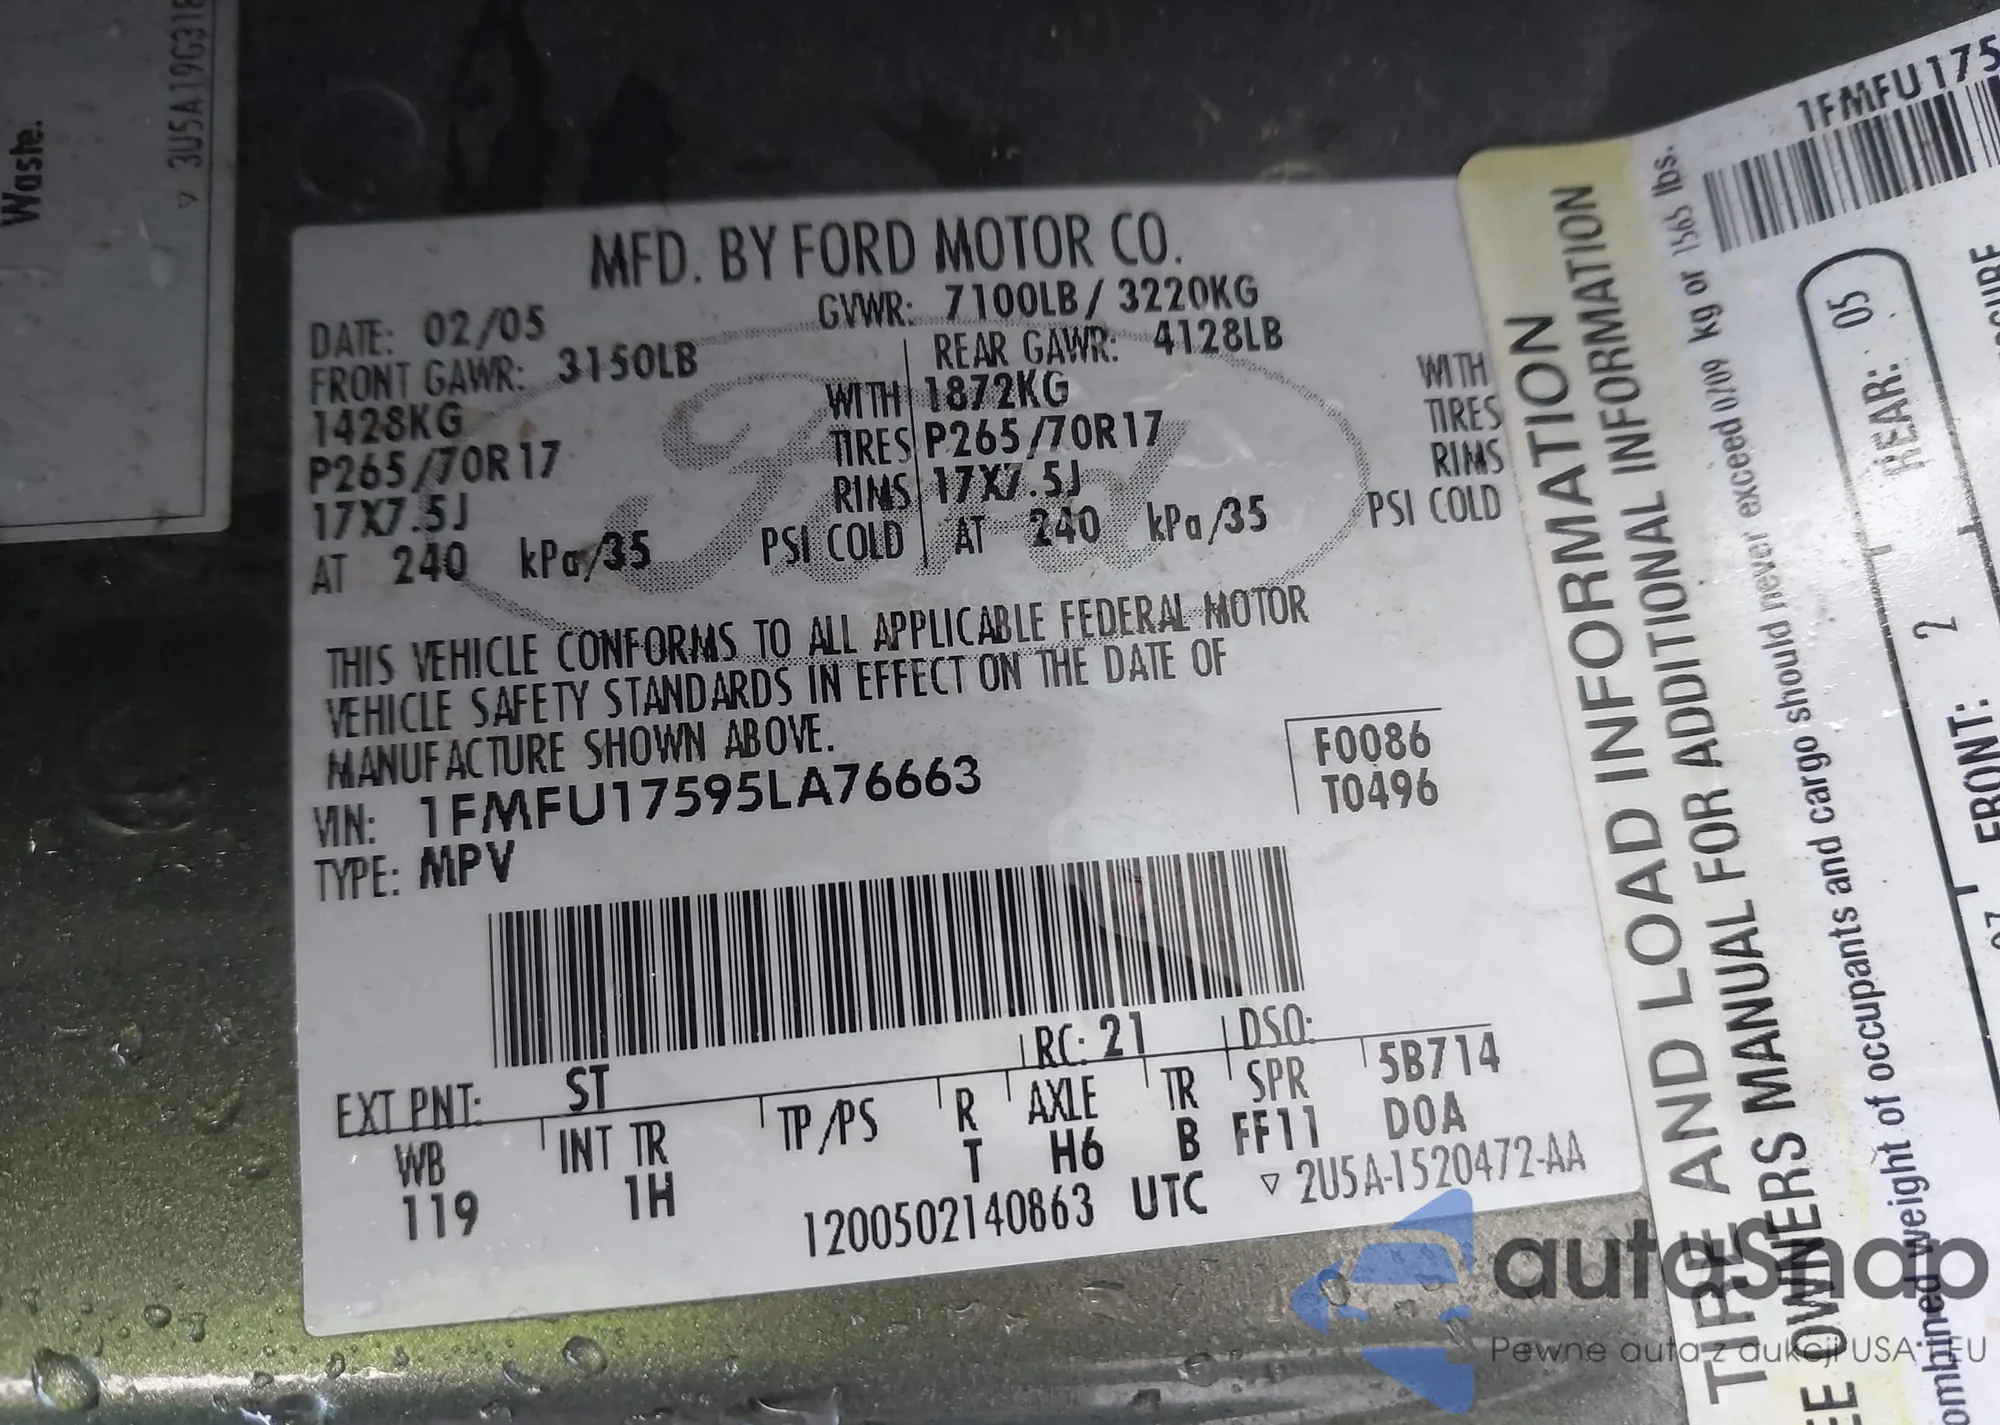 Waste.
▽ 3U5A19G318
MFD. BY FORD MOTOR CO.
DATE: 02/05 GVWR: 7100LB / 3220KG
FRONT GAWR: 3150LB REAR GAWR: 4128LB
1428KG WITH 1872KG WITH
P265/70R17 TIRES P265/70R17 TIRES
17X7.5J RIMS 17X7.5J RIMS
AT 240 kPa/35 PSI COLD AT 240 kPa/35 PSI COLD
Ford
THIS VEHICLE CONFORMS TO ALL APPLICABLE FEDERAL MOTOR
VEHICLE SAFETY STANDARDS IN EFFECT ON THE DATE OF
MANUFACTURE SHOWN ABOVE.
VIN: 1FMFU17595LA76663 F0086
TYPE: MPV T0496
RC: 21 DSO:
EXT PNT: ST 5B714
WB INT TR TP/PS R AXLE TR SPR
119 1H T H6 B FF11 DOA
1200502140863 UTC ▽ 2U5A-1520472-AA
TIRE AND LOAD INFORMATION
OWNERS MANUAL FOR ADDITIONAL INFORMATION
weight of occupants and cargo should never exceed 0709 kg or 1565 lbs.
1FMFU175
FRONT: 2 REAR: 05
autoSnap
Pewne auta z aukcji USA i EU